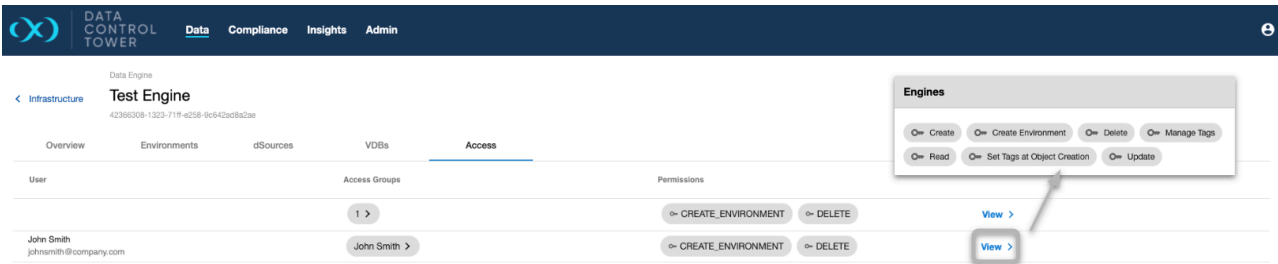 DATA
CONTROL
TOWER
Data Compliance Insights Admin
Data Engine
Infrastructure
Test Engine
42366308-1323-71ff-e258-9c642ad8a2ae
Engines
Create Create Environment Delete Manage Tags
Read Set Tags at Object Creation Update
Overview Environments dSources VDBs Access
User Access Groups Permissions
1 CREATE_ENVIRONMENT DELETE View
John Smith
johnsmith@company.com
John Smith CREATE_ENVIRONMENT DELETE View